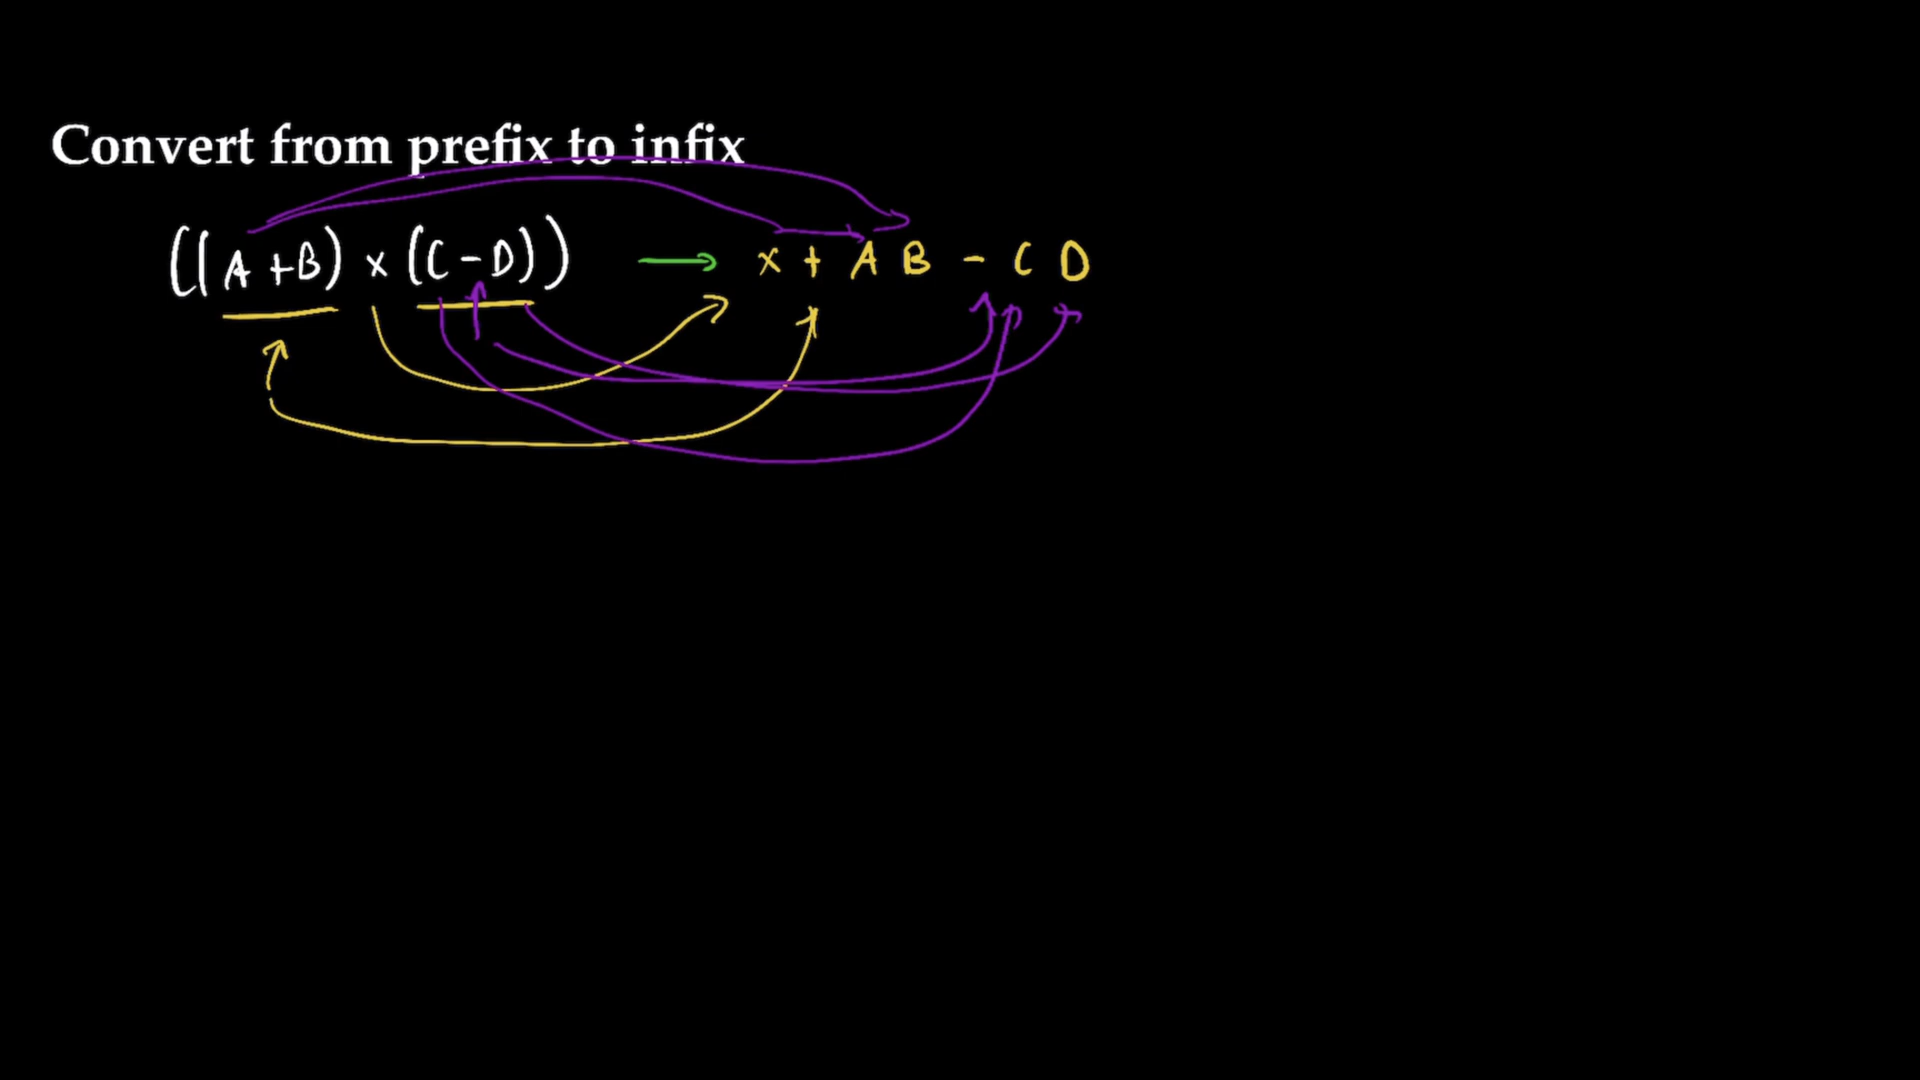 Convert from prefix to infix
((A+B) × (C-D)) → × + A B - C D